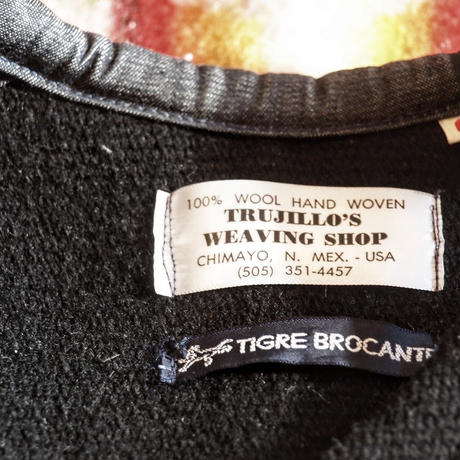 100% WOOL HAND WOVEN
TRUJILLO'S
WEAVING SHOP
CHIMAYO, N. MEX. - USA
(505) 351-4457
TIGRE BROCANTE